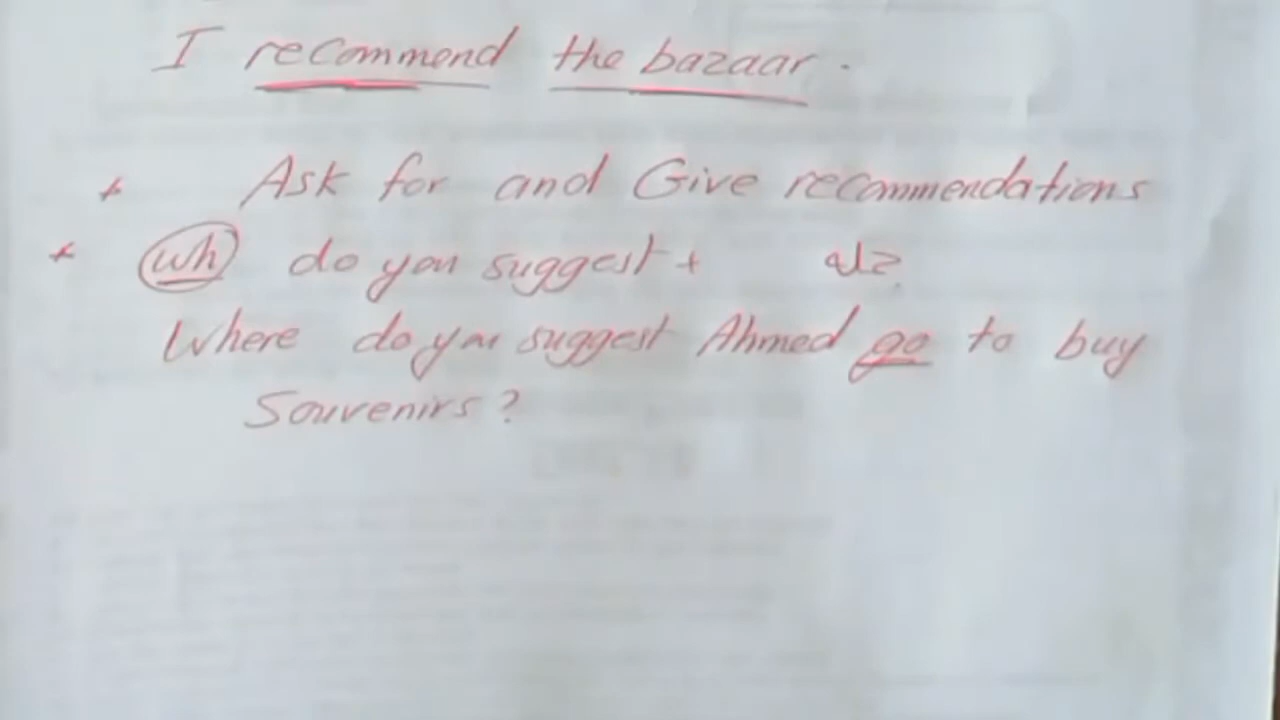 I recommend the bazaar.
+ Ask for and Give recommendations
+ wh do you suggest +
Where do you suggest Ahmed go to buy
Souvenirs?